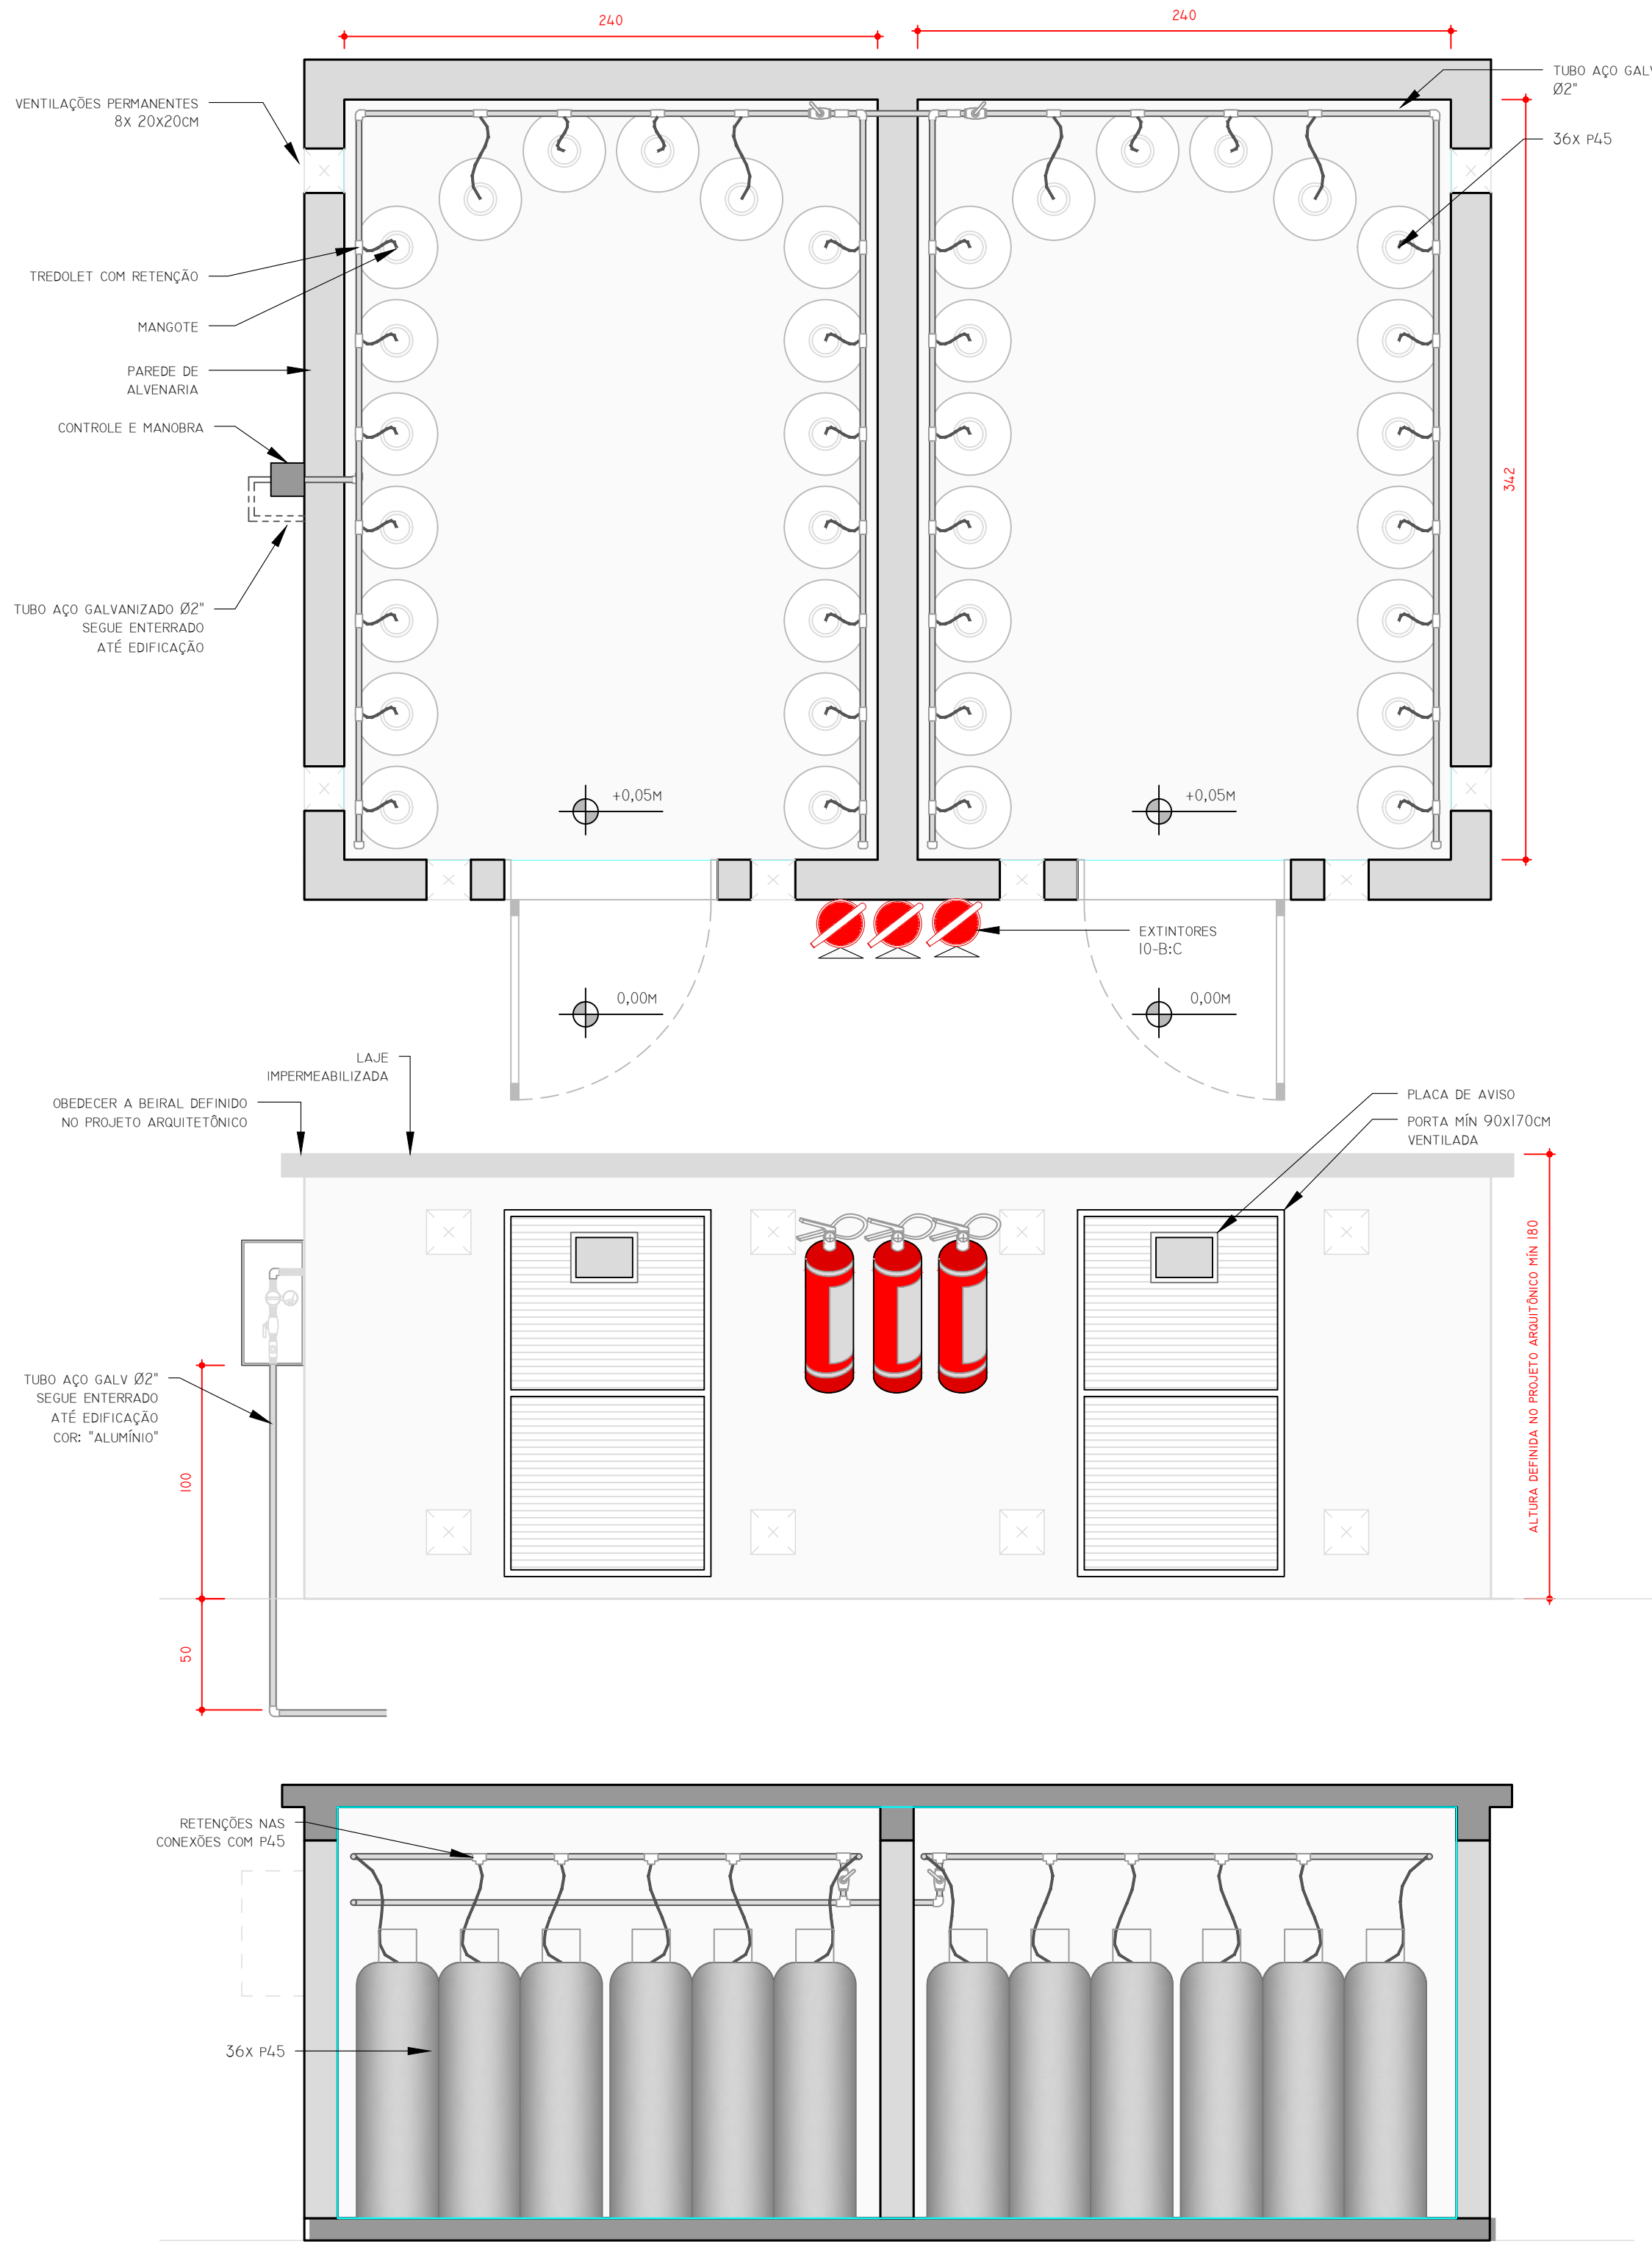 240
240
TUBO AÇO GAL
Ø2"
VENTILAÇÕES PERMANENTES
8X 20X20CM
36X P45
TREDOLET COM RETENÇÃO
MANGOTE
PAREDE DE
ALVENARIA
CONTROLE E MANOBRA
342
TUBO AÇO GALVANIZADO Ø2"
SEGUE ENTERRADO
ATÉ EDIFICAÇÃO
+0,05M
+0,05M
EXTINTORES
10-B:C
0,00M
0,00M
LAJE
IMPERMEABILIZADA
OBEDECER A BEIRAL DEFINIDO
NO PROJETO ARQUITETÔNICO
PLACA DE AVISO
PORTA MÍN 90X170CM
VENTILADA
ALTURA DEFINIDA NO PROJETO ARQUITÔNICO MÍN 180
TUBO AÇO GALV Ø2"
SEGUE ENTERRADO
ATÉ EDIFICAÇÃO
COR: "ALUMÍNIO"
100
50
RETENÇÕES NAS
CONEXÕES COM P45
36X P45